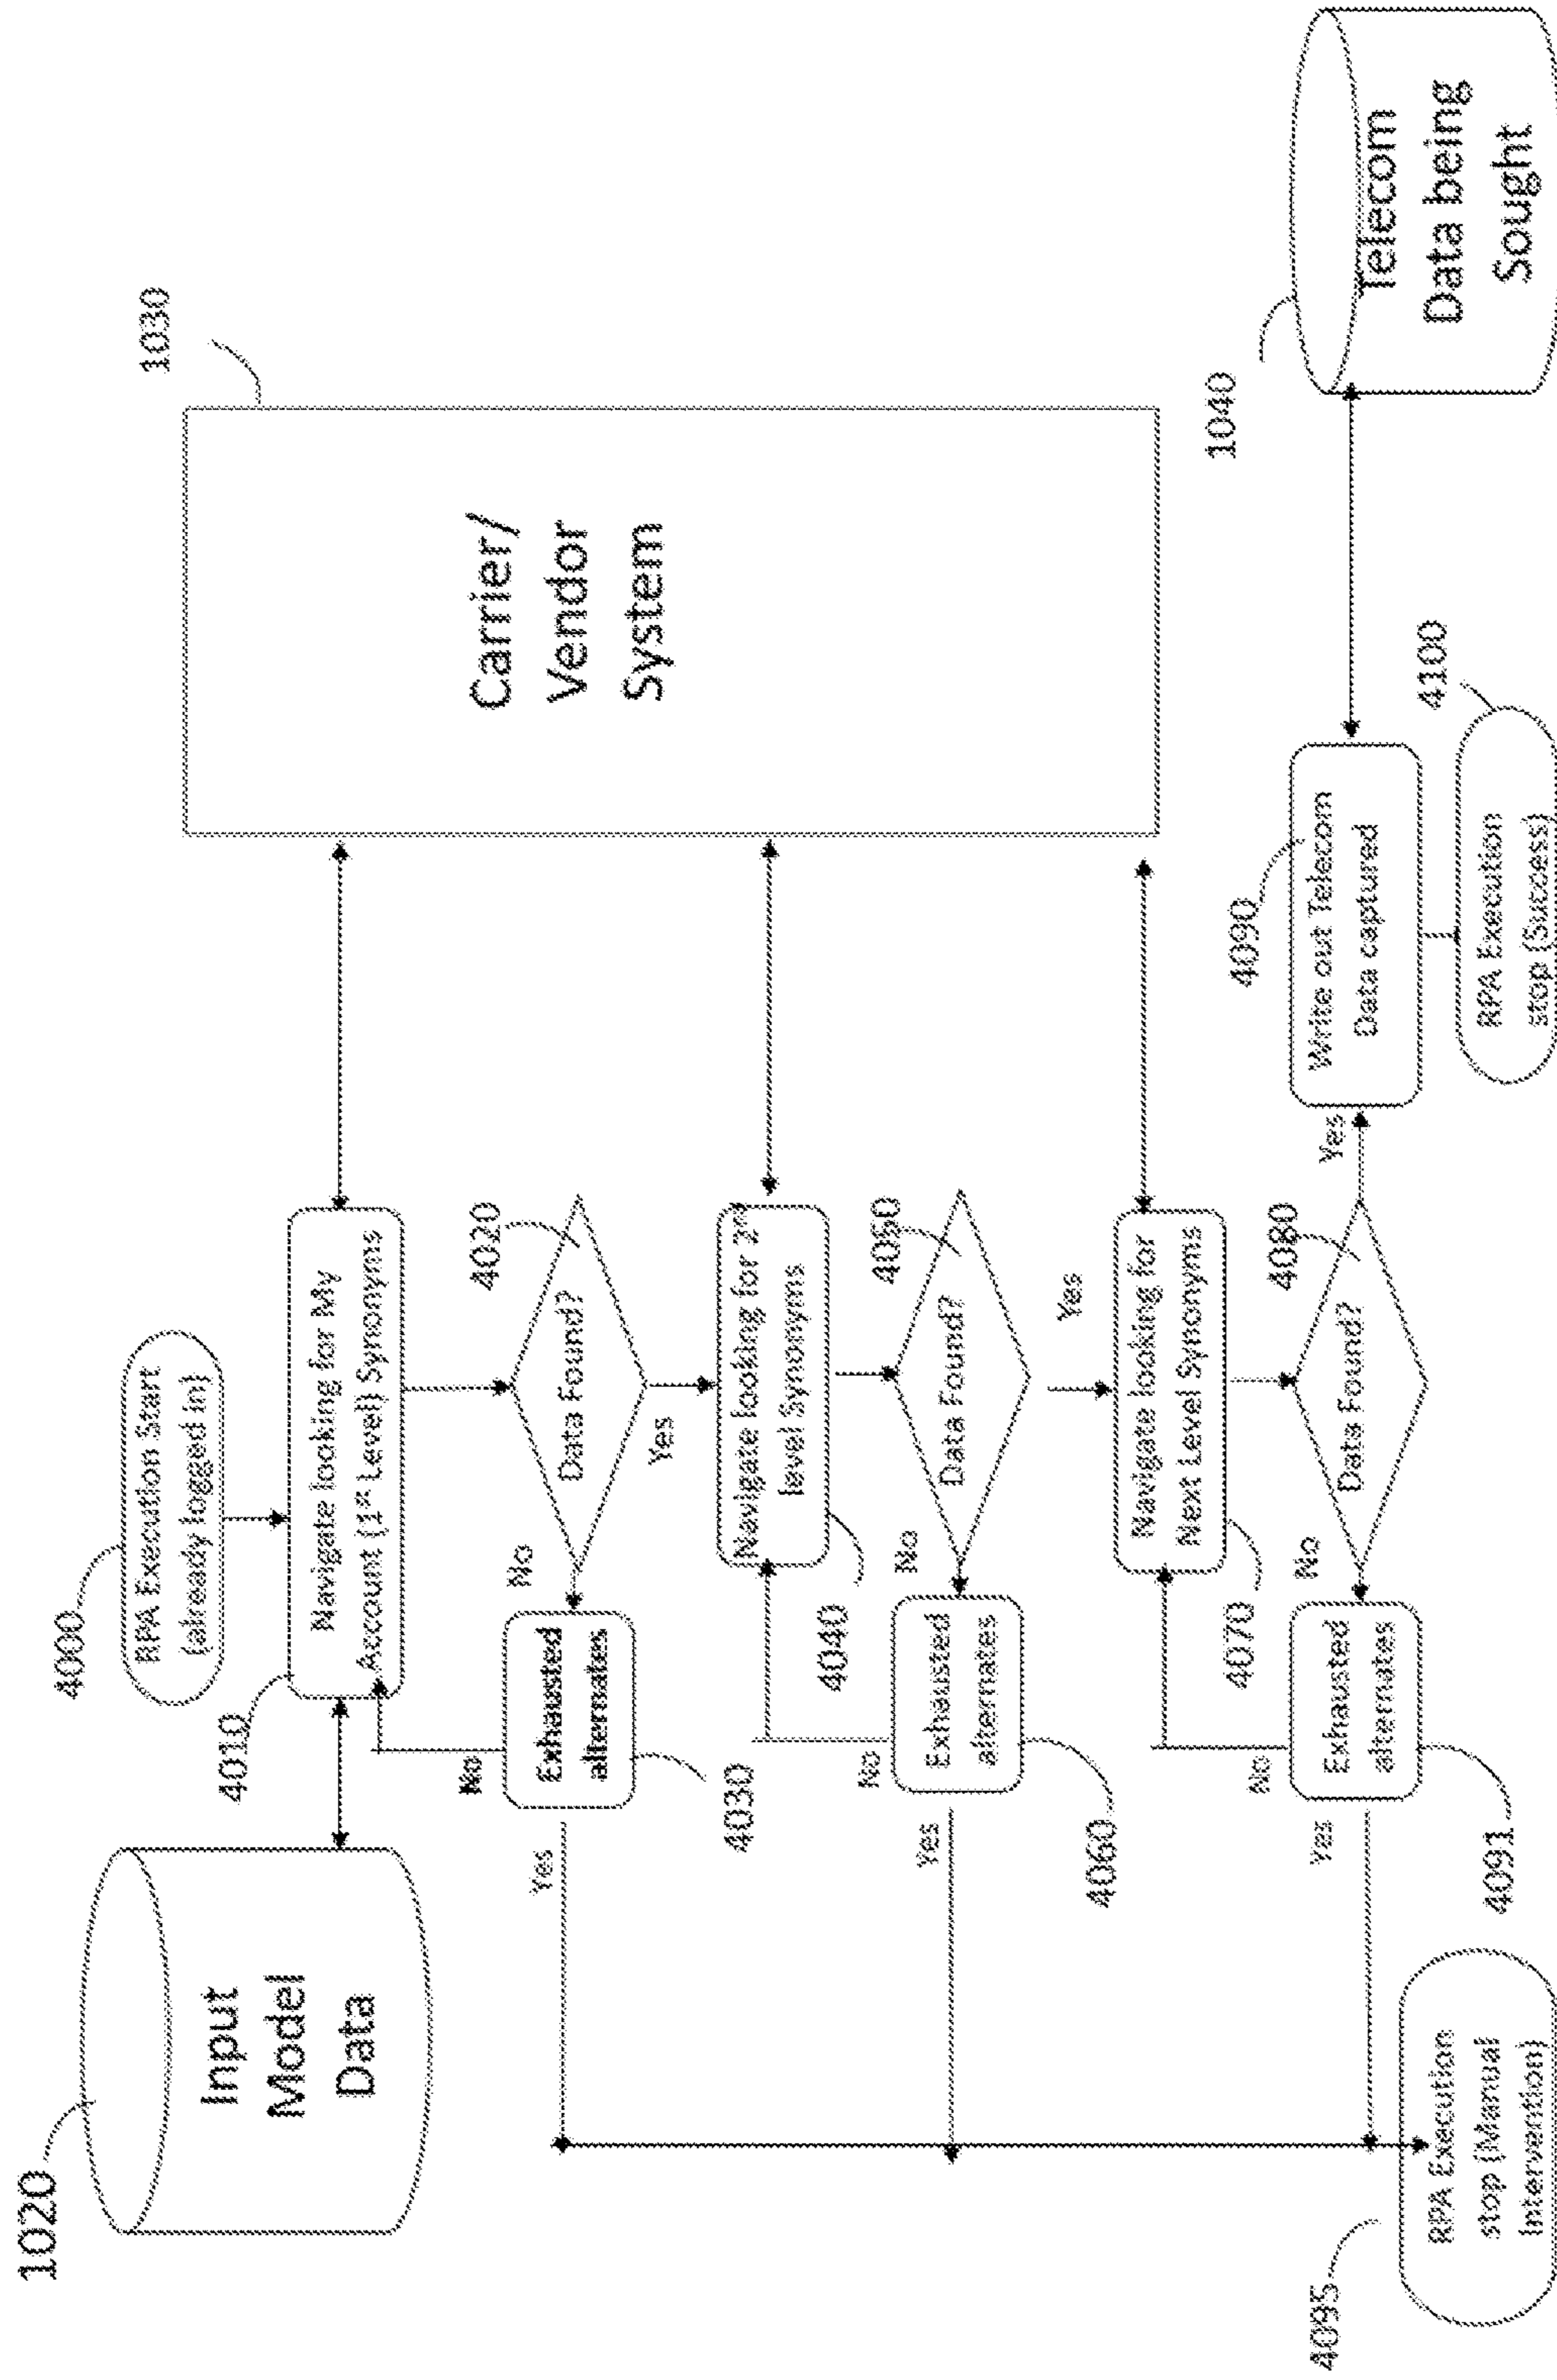 1020
Input
Model
Data
4000
RPA Execution Start
(already logged in)
1030
Carrier/
Vendor
System
4010
Navigate looking for My
Account (1st Level) Synonyms
4020
Data Found?
No
Yes
Exhausted
alternates
No
Yes
4030
Navigate looking for 2nd
level Synonyms
4040
4060
Data Found?
No
Yes
Exhausted
alternates
No
Yes
4060
Navigate looking for
Next Level Synonyms
4070
4080
Data Found?
No
Yes
Exhausted
alternates
No
Yes
4091
4090
Write out Telecom
Data captured
1040
Telecom
Data being
Sought
4095
RPA Execution
stop (Manual
Intervention)
4100
RPA Execution
stop (Success)